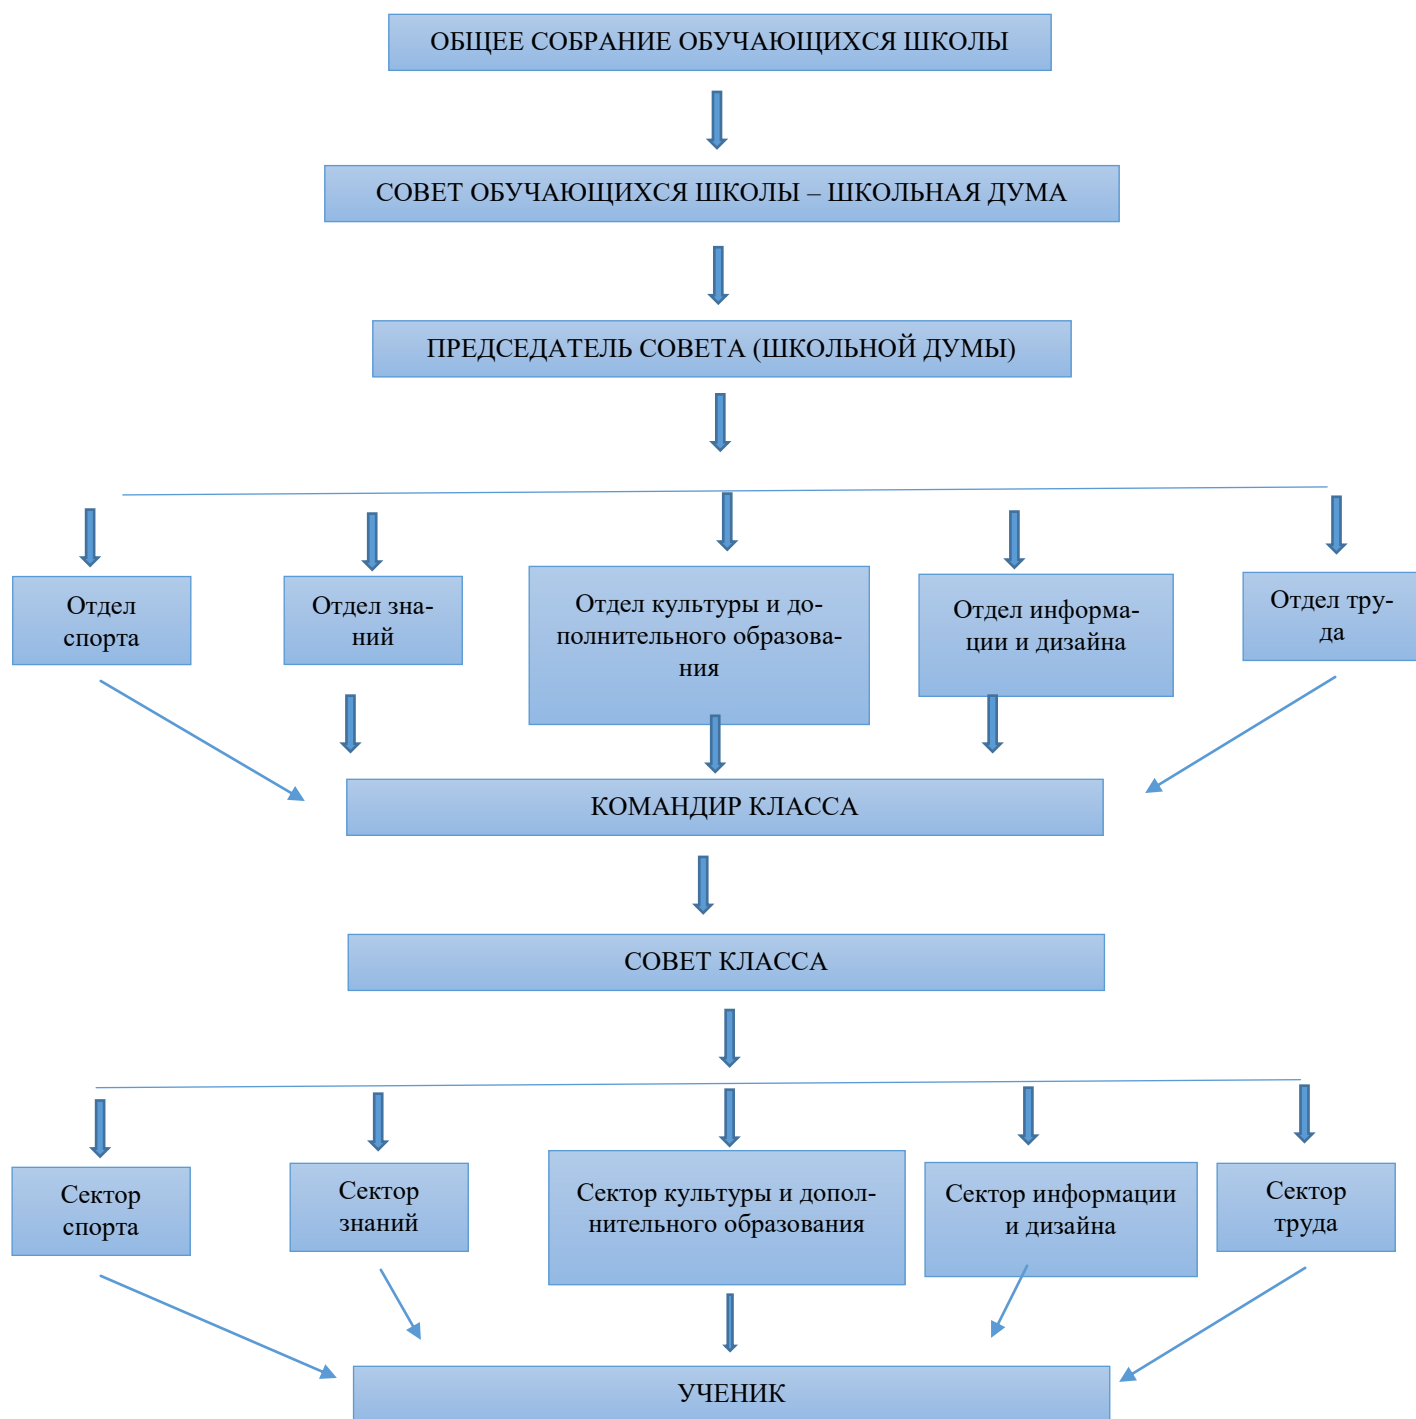 ОБЩЕЕ СОБРАНИЕ ОБУЧАЮЩИХСЯ ШКОЛЫ
СОВЕТ ОБУЧАЮЩИХСЯ ШКОЛЫ – ШКОЛЬНАЯ ДУМА
ПРЕДСЕДАТЕЛЬ СОВЕТА (ШКОЛЬНОЙ ДУМЫ)
Отдел
спорта
Отдел зна-
ний
Отдел культуры и до-
полнительного образова-
ния
Отдел информа-
ции и дизайна
Отдел тру-
да
КОМАНДИР КЛАССА
СОВЕТ КЛАССА
Сектор
спорта
Сектор
знаний
Сектор культуры и допол-
нительного образования
Сектор информации
и дизайна
Сектор
труда
УЧЕНИК